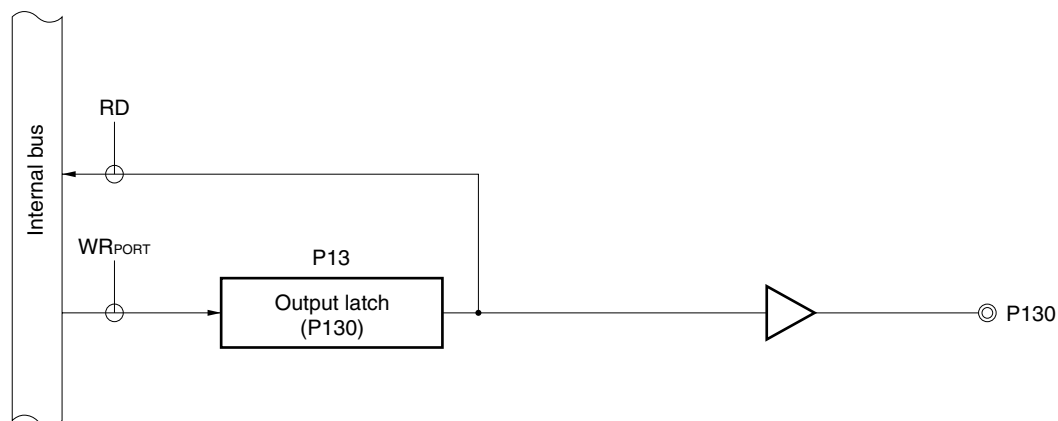 Internal bus
RD
WRPORT
P13
Output latch
(P130)
P130